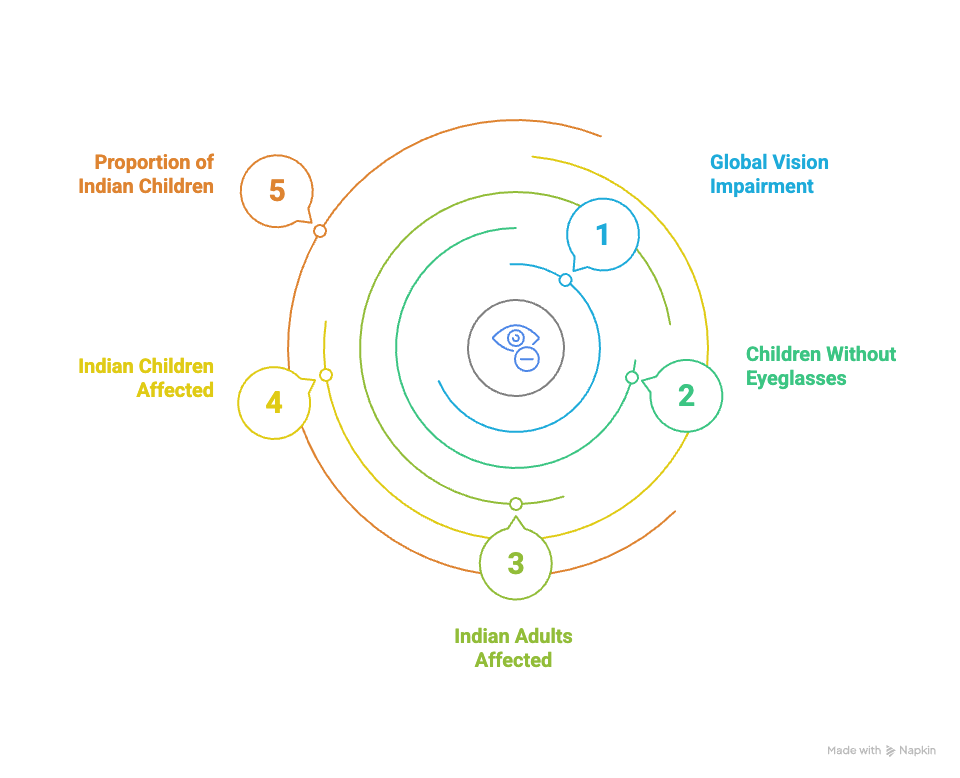 1
Global Vision
Impairment
2
Children Without
Eyeglasses
3
Indian Adults
Affected
4
Indian Children
Affected
5
Proportion of
Indian Children
Made with Napkin